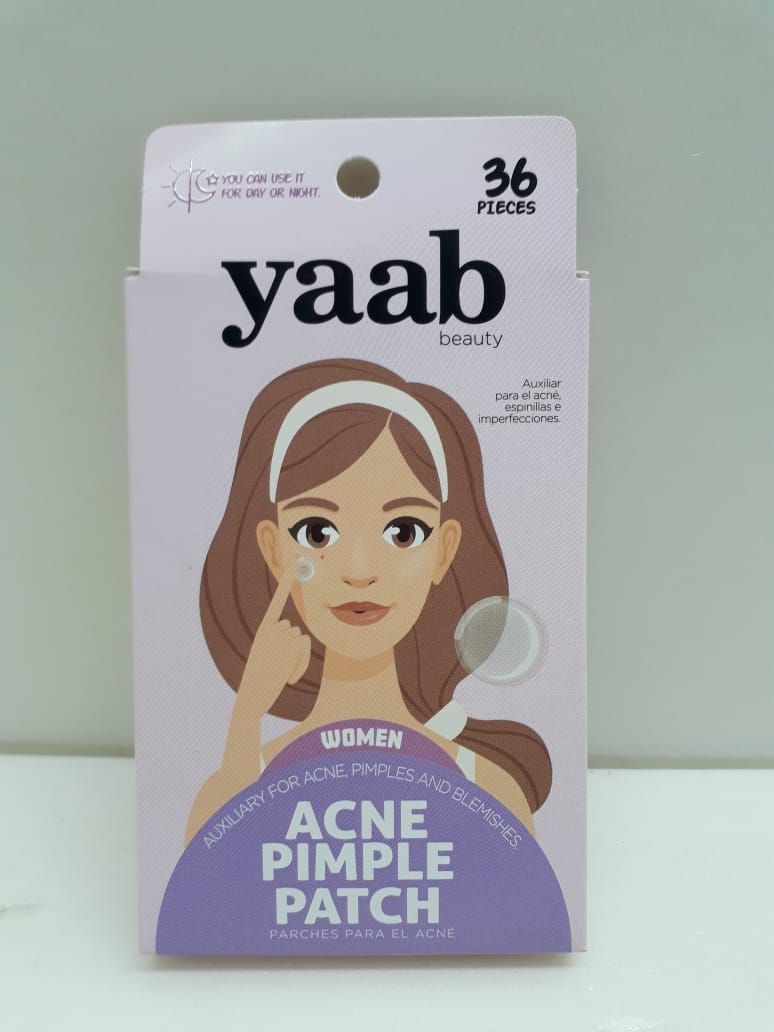 YOU CAN USE IT
FOR DAY OR NIGHT.
36
PIECES
yaab
beauty
Auxiliar
para el acné,
espinillas e
imperfecciones.
WOMEN
AUXILIARY FOR ACNE, PIMPLES AND BLEMISHES.
ACNE
PIMPLE
PATCH
PARCHES PARA EL ACNÉ